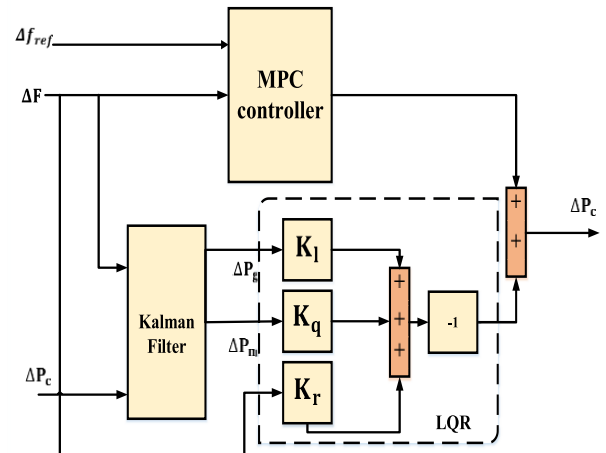 Δf_ref
MPC
controller
ΔF
ΔP_c
K_l
ΔP_g
Kalman
Filter
K_q
-1
ΔP_m
ΔP_c
K_r
LQR
+
+
+
+
+